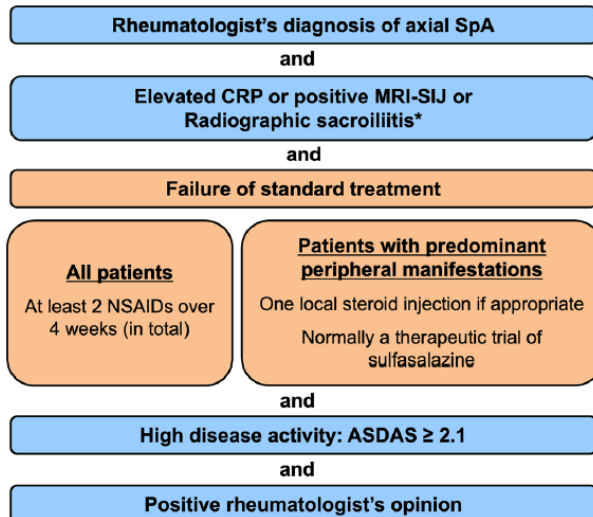 Rheumatologist's diagnosis of axial SpA
and
Elevated CRP or positive MRI-SIJ or
Radiographic sacroiliitis*
and
Failure of standard treatment
All patients
At least 2 NSAIDs over
4 weeks (in total)
Patients with predominant
peripheral manifestations
One local steroid injection if appropriate
Normally a therapeutic trial of
sulfasalazine
and
High disease activity: ASDAS ≥ 2.1
and
Positive rheumatologist's opinion